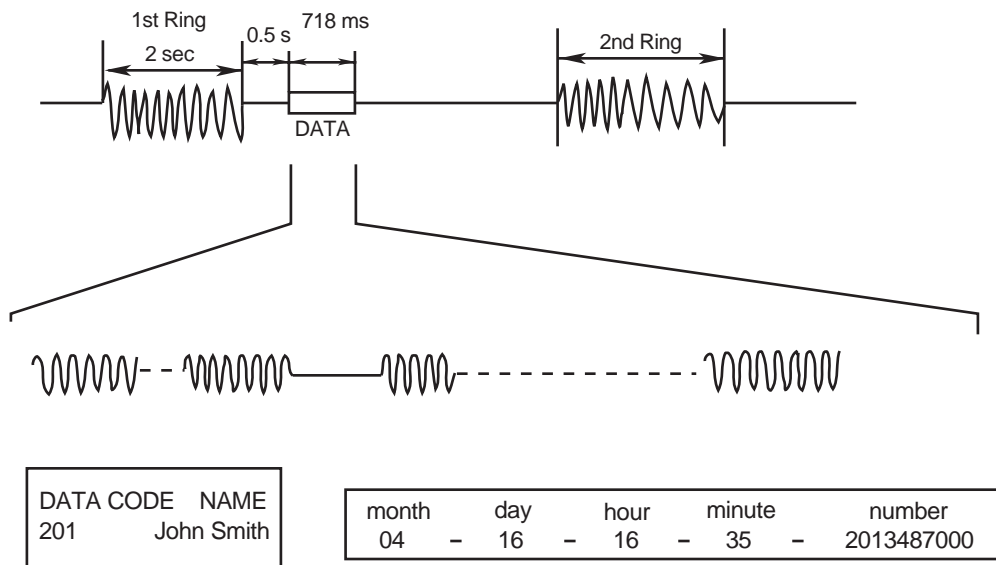 1st Ring
2 sec
0.5 s
718 ms
2nd Ring
DATA
DATA CODE NAME
201 John Smith
month day hour minute number
04 – 16 – 16 – 35 – 2013487000